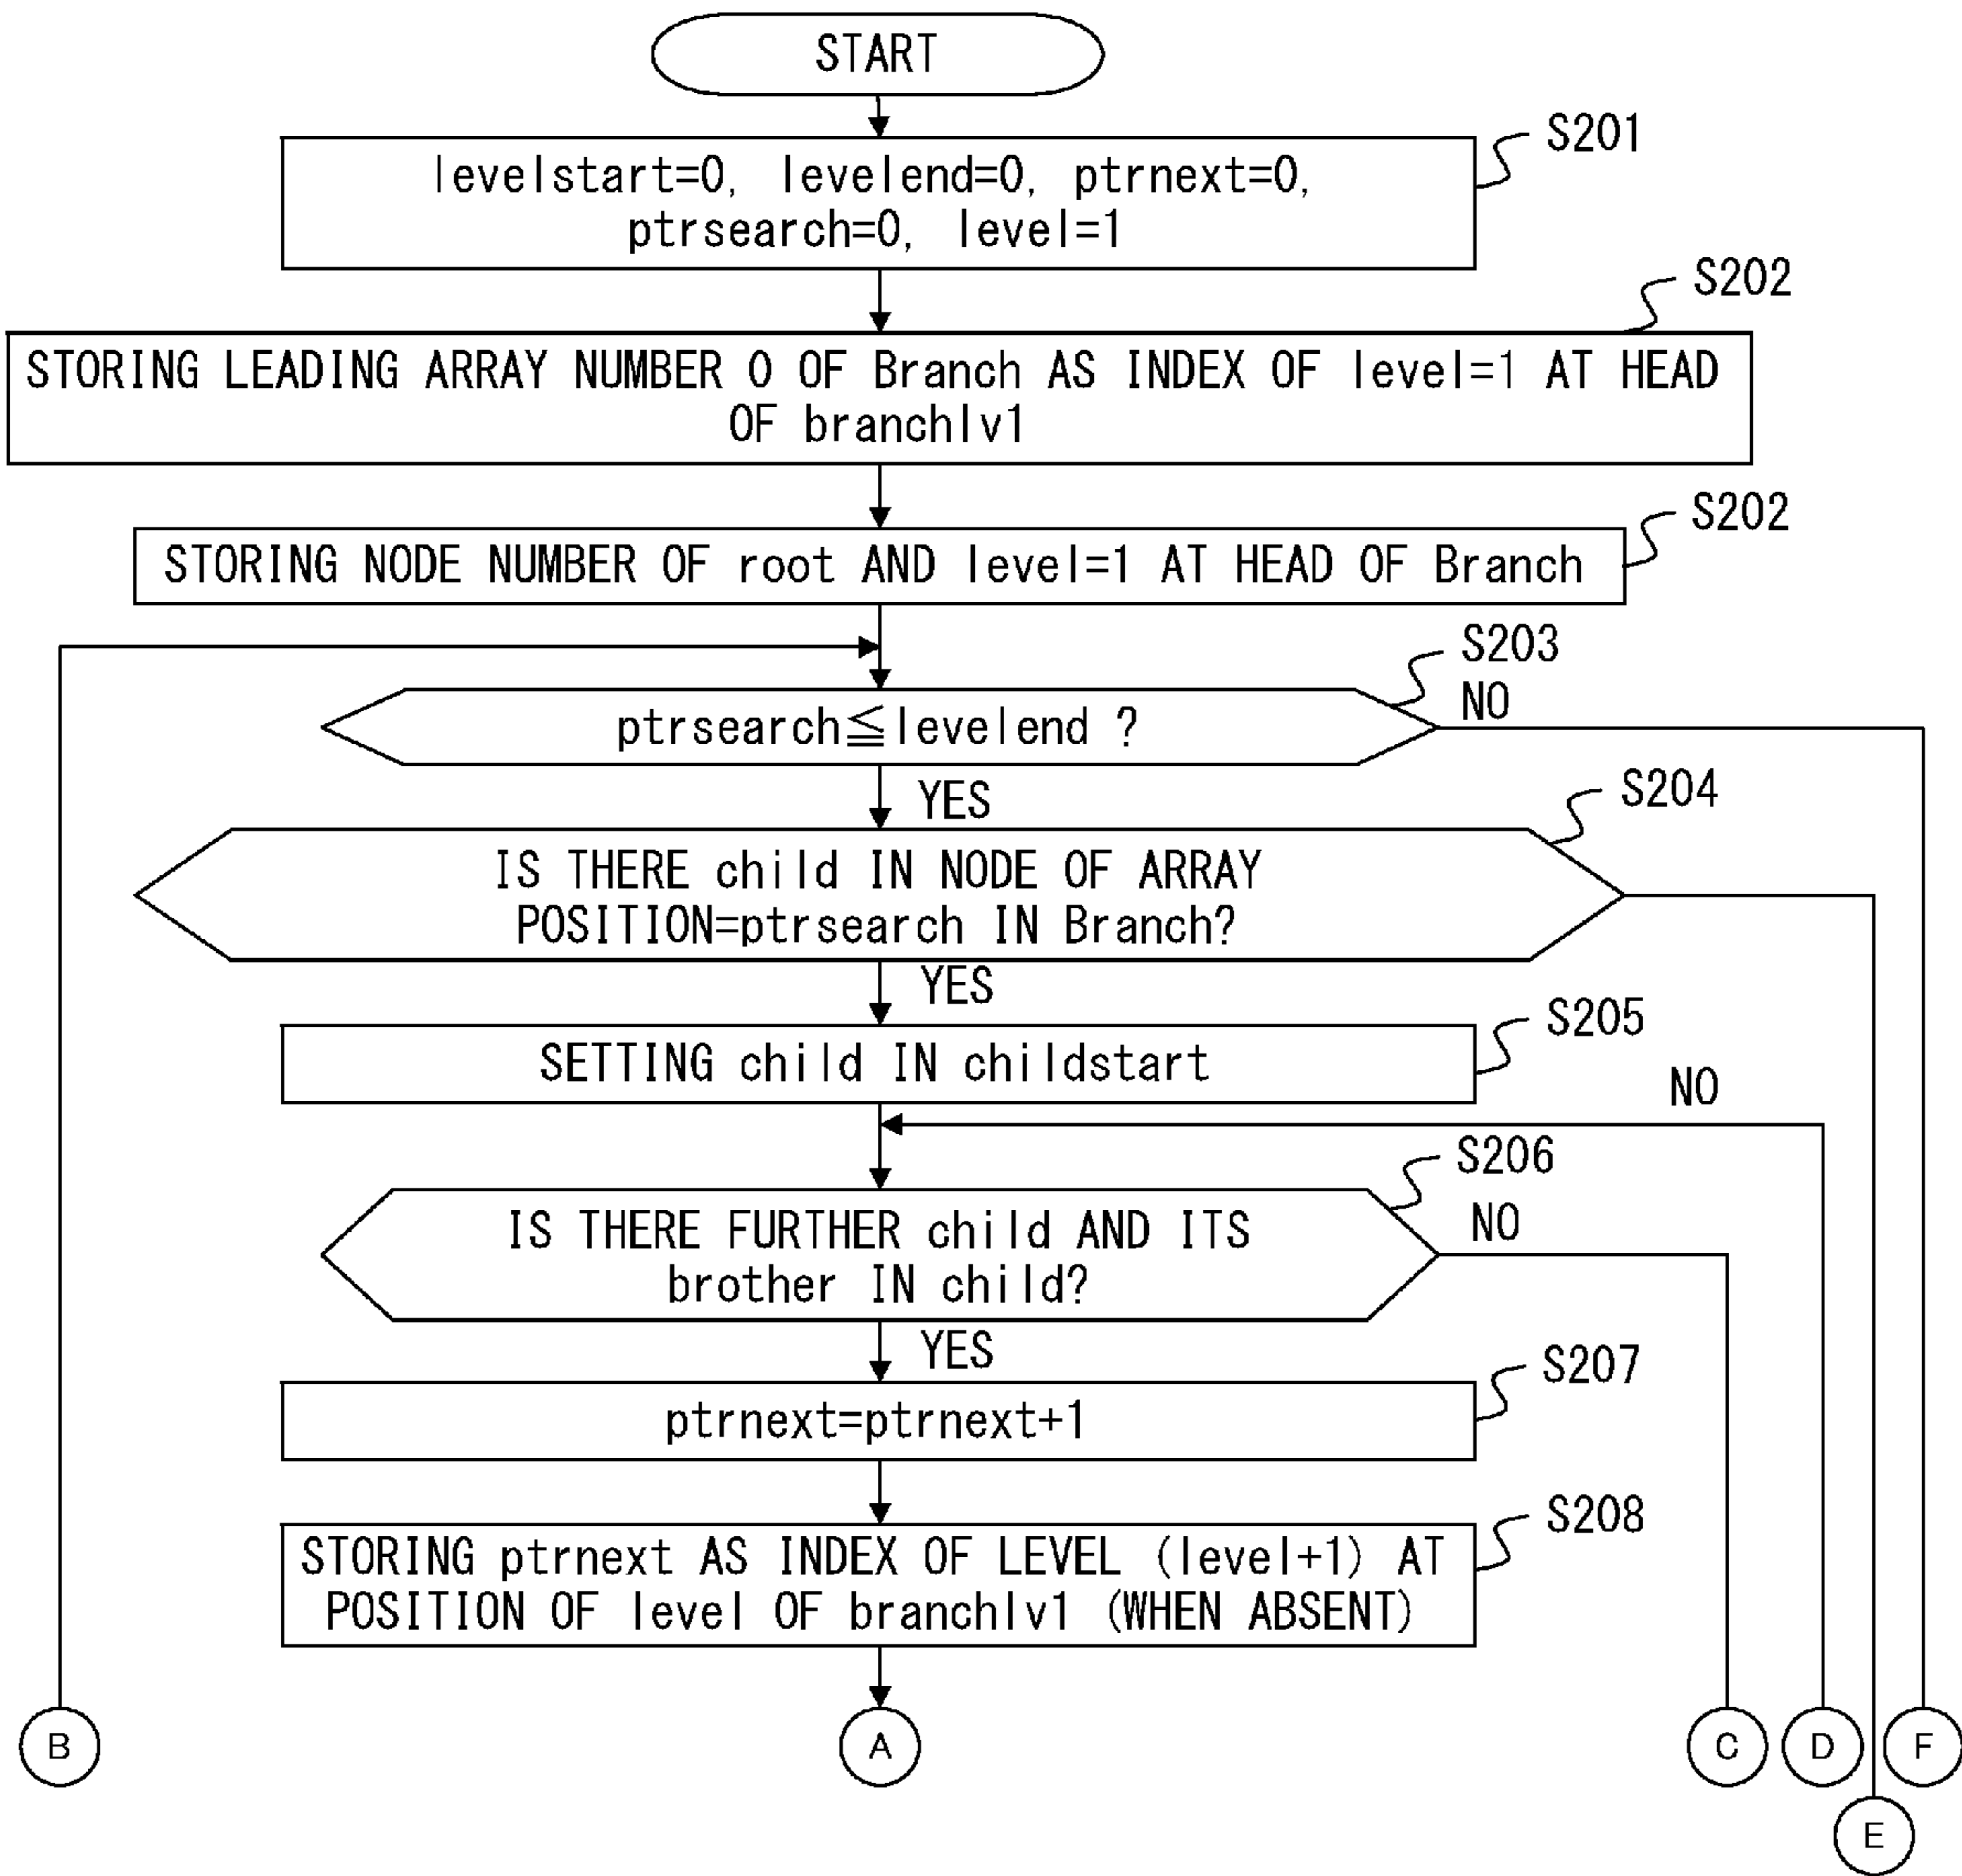 START
S201
levelstart=0, levelend=0, ptrnext=0,
ptrsearch=0, level=1
S202
STORING LEADING ARRAY NUMBER 0 OF Branch AS INDEX OF level=1 AT HEAD
OF branchlv1
S202
STORING NODE NUMBER OF root AND level=1 AT HEAD OF Branch
S203
NO
ptrsearch≦levelend ?
YES
S204
IS THERE child IN NODE OF ARRAY
POSITION=ptrsearch IN Branch?
YES
S205
SETTING child IN childstart
NO
S206
NO
IS THERE FURTHER child AND ITS
brother IN child?
YES
S207
ptrnext=ptrnext+1
S208
STORING ptrnext AS INDEX OF LEVEL (level+1) AT
POSITION OF level OF branchlv1 (WHEN ABSENT)
B
A
C
D
F
E